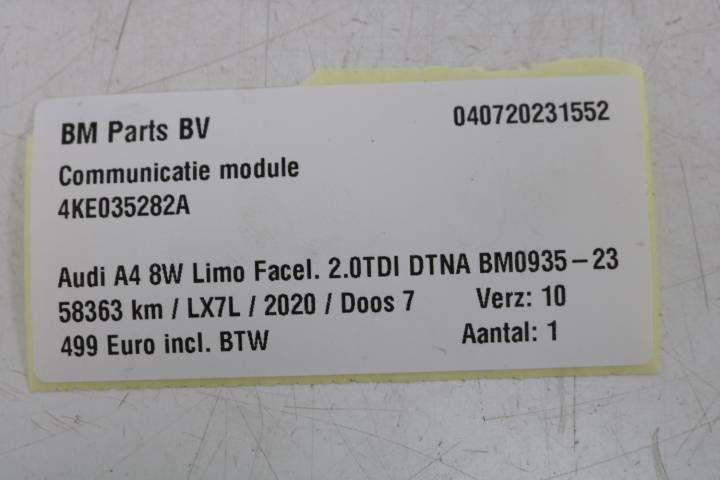 BM Parts BV 040720231552
Communicatie module
4KE035282A
Audi A4 8W Limo Facel. 2.0TDI DTNA BM0935-23
58363 km / LX7L / 2020 / Doos 7 Verz: 10
499 Euro incl. BTW Aantal: 1